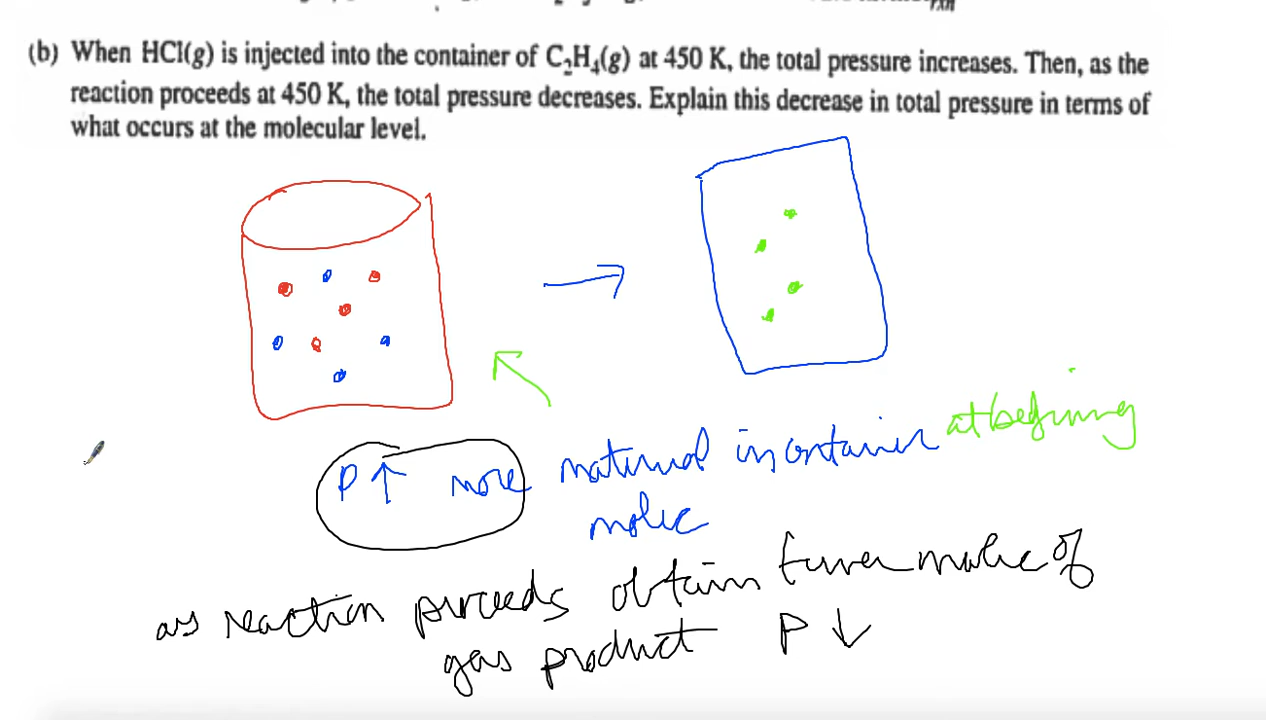 (b) When HCl(g) is injected into the container of C₂H₄(g) at 450 K, the total pressure increases. Then, as the
reaction proceeds at 450 K, the total pressure decreases. Explain this decrease in total pressure in terms of
what occurs at the molecular level.
P ↑ more material in container at begining
molec
as reaction proceeds obtain fewer molec of
gas product P ↓